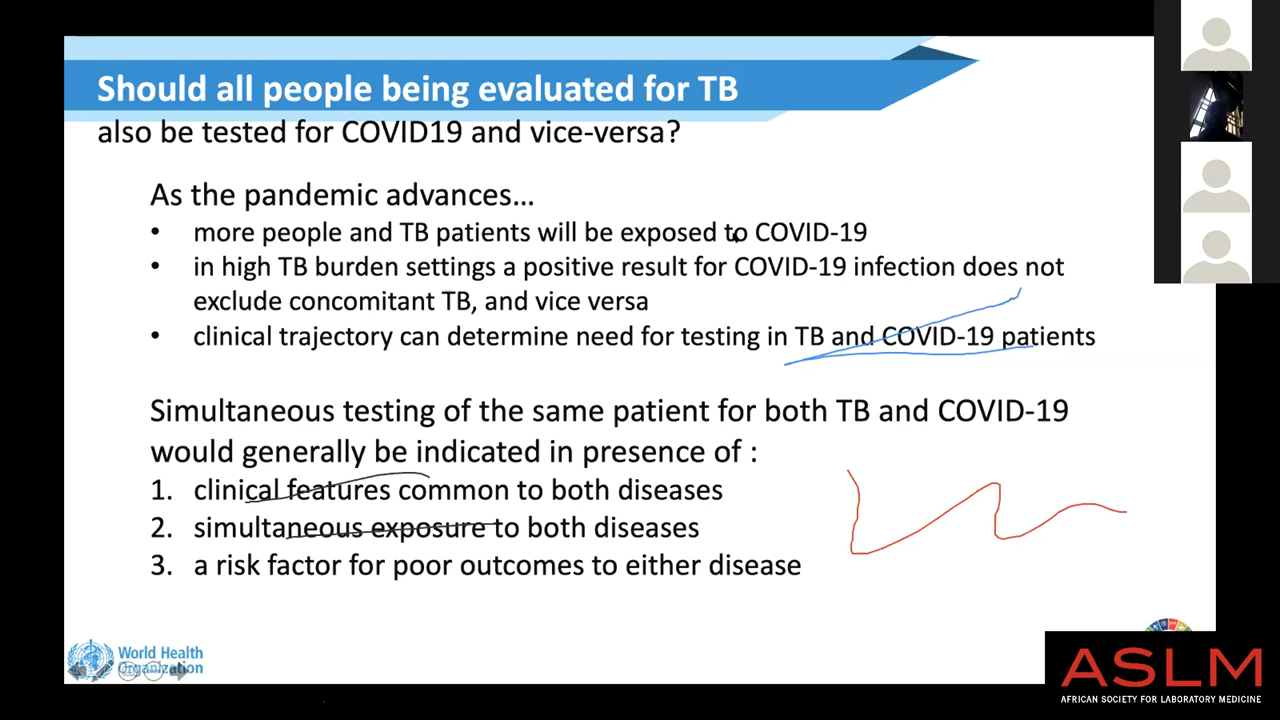 Should all people being evaluated for TB
also be tested for COVID19 and vice-versa?
As the pandemic advances...
• more people and TB patients will be exposed to COVID-19
• in high TB burden settings a positive result for COVID-19 infection does not
exclude concomitant TB, and vice versa
• clinical trajectory can determine need for testing in TB and COVID-19 patients
Simultaneous testing of the same patient for both TB and COVID-19
would generally be indicated in presence of :
1. clinical features common to both diseases
2. simultaneous exposure to both diseases
3. a risk factor for poor outcomes to either disease
World Health
Organization
ASLM
AFRICAN SOCIETY FOR LABORATORY MEDICINE